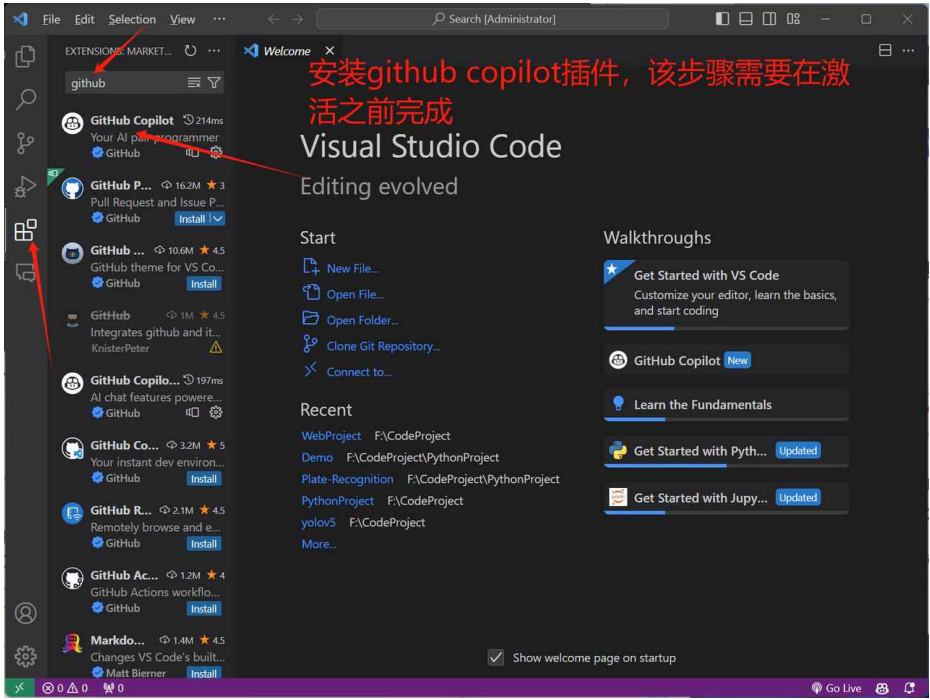 File Edit Selection View ··· Search [Administrator]
EXTENSIONS: MARKET... ···
github
GitHub Copilot 214ms
Your AI pair programmer
GitHub
GitHub P... 16.2M ★ 3
Pull Request and Issue P...
GitHub Install
GitHub ... 10.6M ★ 4.5
GitHub theme for VS Co...
GitHub Install
GitHub 1M ★ 4.5
Integrates github and it...
KnisterPeter
GitHub Copilo... 197ms
AI chat features powere...
GitHub
GitHub Co... 3.2M ★ 5
Your instant dev environ...
GitHub Install
GitHub R... 2.1M ★ 4.5
Remotely browse and e...
GitHub Install
GitHub Ac... 1.2M ★ 4
GitHub Actions workflo...
GitHub Install
Markdo... 1.4M ★ 4.5
Changes VS Code's built...
Matt Bierner Install
Welcome
安装github copilot插件，该步骤需要在激
活之前完成
Visual Studio Code
Editing evolved
Start
New File...
Open File...
Open Folder...
Clone Git Repository...
Connect to...
Recent
WebProject F:\CodeProject
Demo F:\CodeProject\PythonProject
Plate-Recognition F:\CodeProject\PythonProject
PythonProject F:\CodeProject
yolov5 F:\CodeProject
More...
Walkthroughs
Get Started with VS Code
Customize your editor, learn the basics,
and start coding
GitHub Copilot New
Learn the Fundamentals
Get Started with Pyth... Updated
Get Started with Jupy... Updated
Show welcome page on startup
0 0 0 Go Live